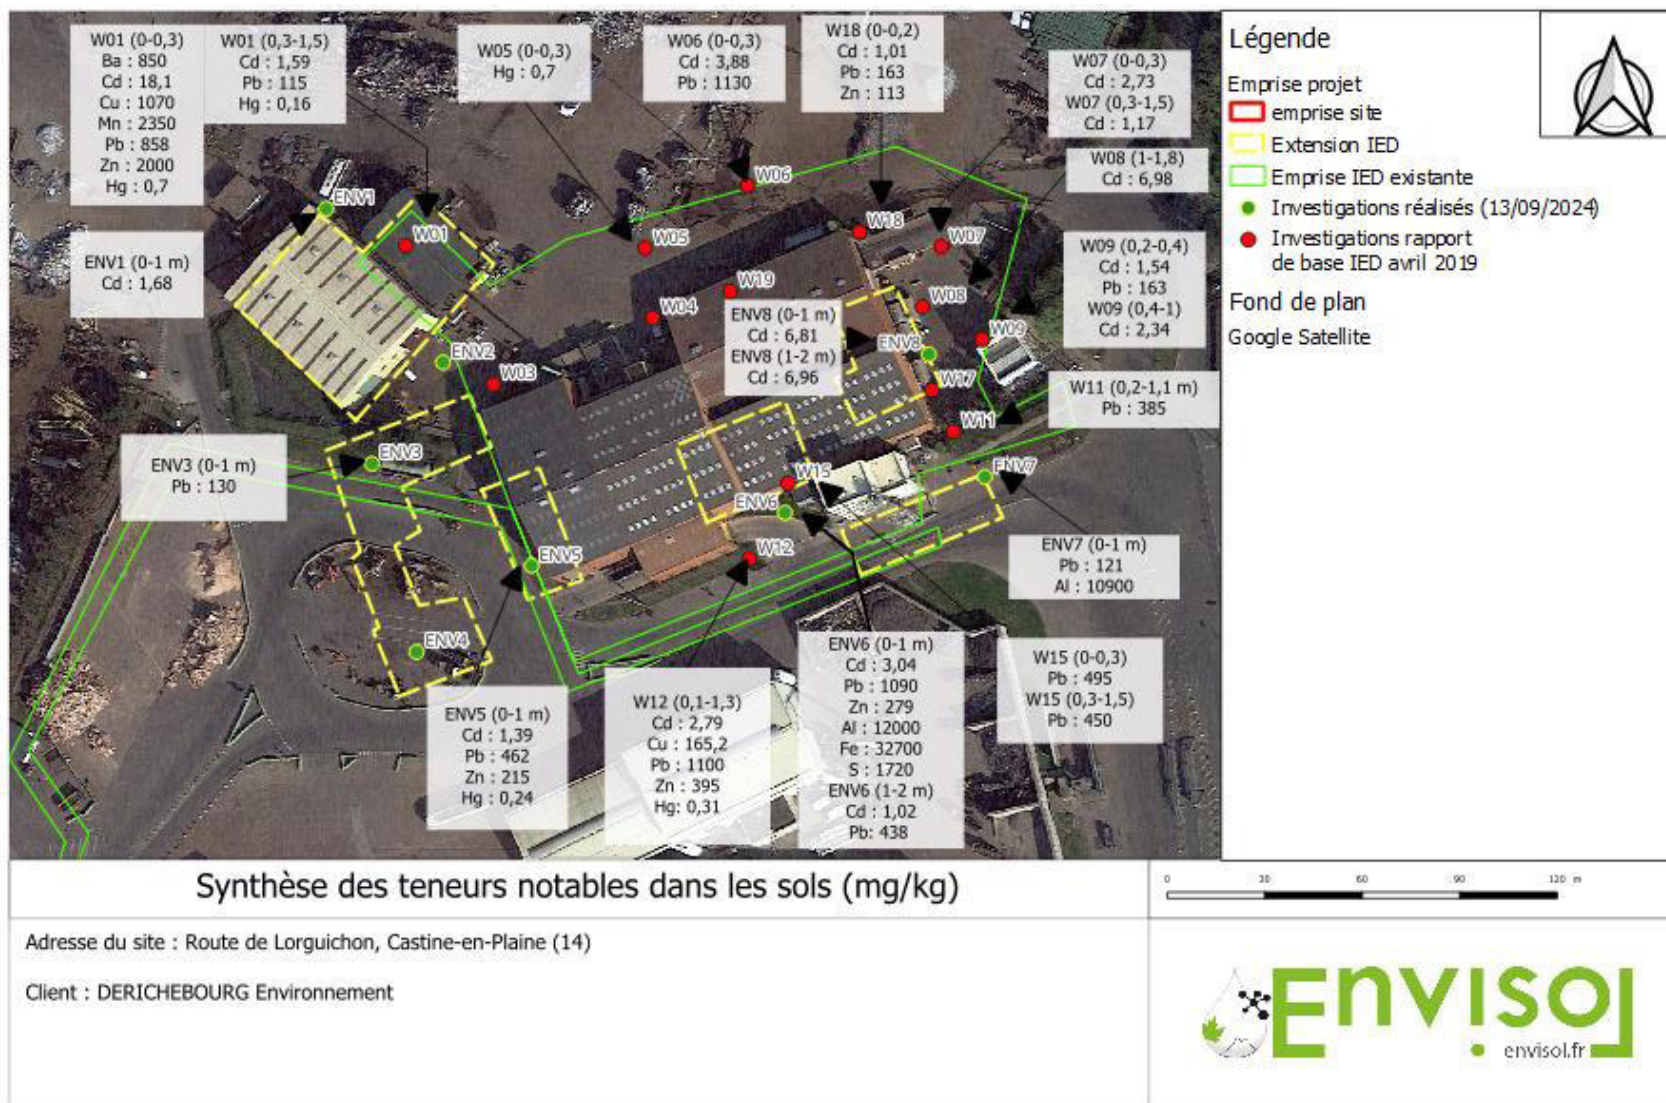 W01 (0-0,3)
Ba : 850
Cd : 18,1
Cu : 1070
Mn : 2350
Pb : 858
Zn : 2000
Hg : 0,7
W01 (0,3-1,5)
Cd : 1,59
Pb : 115
Hg : 0,16
W05 (0-0,3)
Hg : 0,7
W06 (0-0,3)
Cd : 3,88
Pb : 1130
W18 (0-0,2)
Cd : 1,01
Pb : 163
Zn : 113
W07 (0-0,3)
Cd : 2,73
W07 (0,3-1,5)
Cd : 1,17
W08 (1-1,8)
Cd : 6,98
W09 (0,2-0,4)
Cd : 1,54
Pb : 163
W09 (0,4-1)
Cd : 2,34
W11 (0,2-1,1 m)
Pb : 385
ENV1 (0-1 m)
Cd : 1,68
ENV8 (0-1 m)
Cd : 6,81
ENV8 (1-2 m)
Cd : 6,96
ENV3 (0-1 m)
Pb : 130
ENV7 (0-1 m)
Pb : 121
Al : 10900
ENV5 (0-1 m)
Cd : 1,39
Pb : 462
Zn : 215
Hg : 0,24
W12 (0,1-1,3)
Cd : 2,79
Cu : 165,2
Pb : 1100
Zn : 395
Hg: 0,31
ENV6 (0-1 m)
Cd : 3,04
Pb : 1090
Zn : 279
Al : 12000
Fe : 32700
S : 1720
ENV6 (1-2 m)
Cd : 1,02
Pb: 438
W15 (0-0,3)
Pb : 495
W15 (0,3-1,5)
Pb : 450
ENV1
W01
W05
W06
W18
W07
W19
W04
W08
W09
ENV2
W03
ENV8
W17
W11
ENV3
W15
ENV7
ENV6
W12
ENV5
ENV4
Légende
Emprise projet
emprise site
Extension IED
Emprise IED existante
Investigations réalisés (13/09/2024)
Investigations rapport
de base IED avril 2019
Fond de plan
Google Satellite
Synthèse des teneurs notables dans les sols (mg/kg)
0 30 60 90 120 m
Adresse du site : Route de Lorguichon, Castine-en-Plaine (14)
Client : DERICHEBOURG Environnement
Envisol
envisol.fr